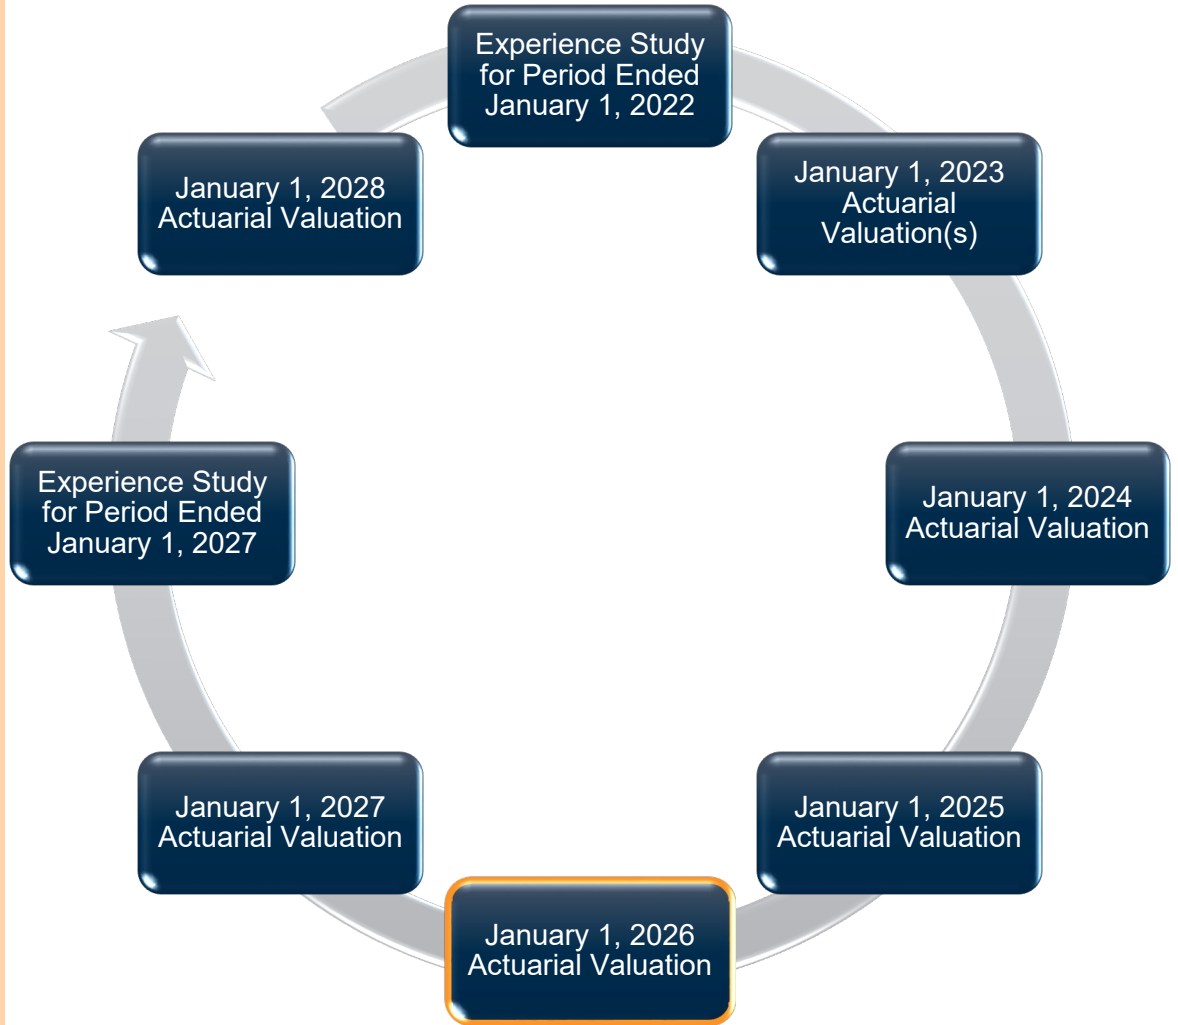 Experience Study
for Period Ended
January 1, 2022
January 1, 2023
Actuarial
Valuation(s)
January 1, 2024
Actuarial Valuation
January 1, 2025
Actuarial Valuation
January 1, 2026
Actuarial Valuation
January 1, 2027
Actuarial Valuation
Experience Study
for Period Ended
January 1, 2027
January 1, 2028
Actuarial Valuation